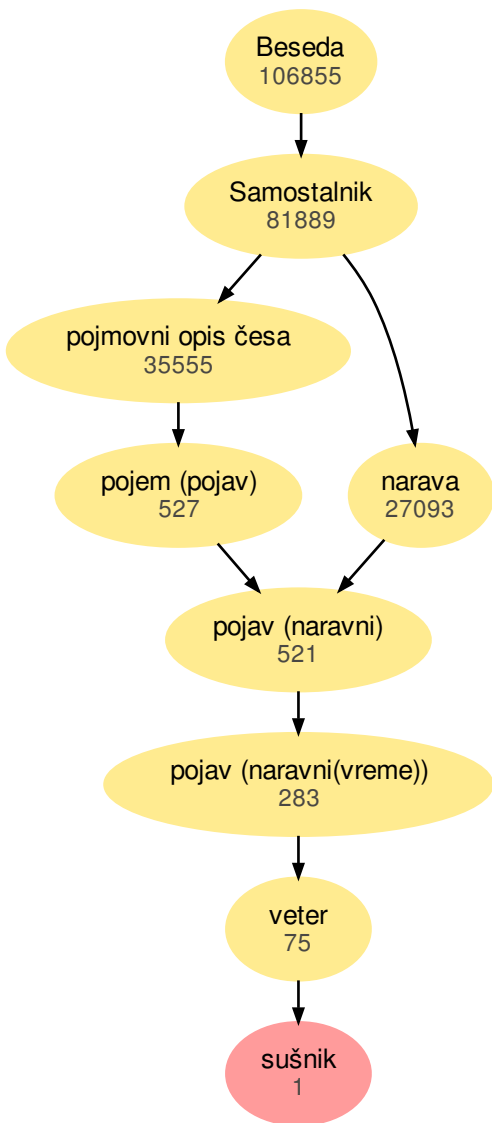 Beseda
106855
Samostalnik
81889
pojmovni opis česa
35555
pojem (pojav)
527
narava
27093
pojav (naravni)
521
pojav (naravni(vreme))
283
veter
75
sušnik
1